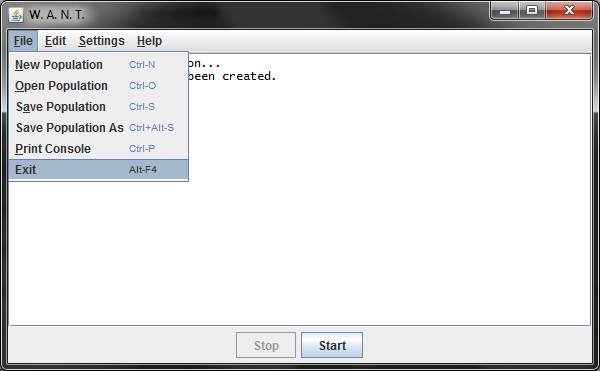 W. A. N. T.
File Edit Settings Help
on...
been created.
New Population Ctrl-N
Open Population Ctrl-O
Save Population Ctrl-S
Save Population As Ctrl+Alt-S
Print Console Ctrl-P
Exit Alt-F4
Stop Start